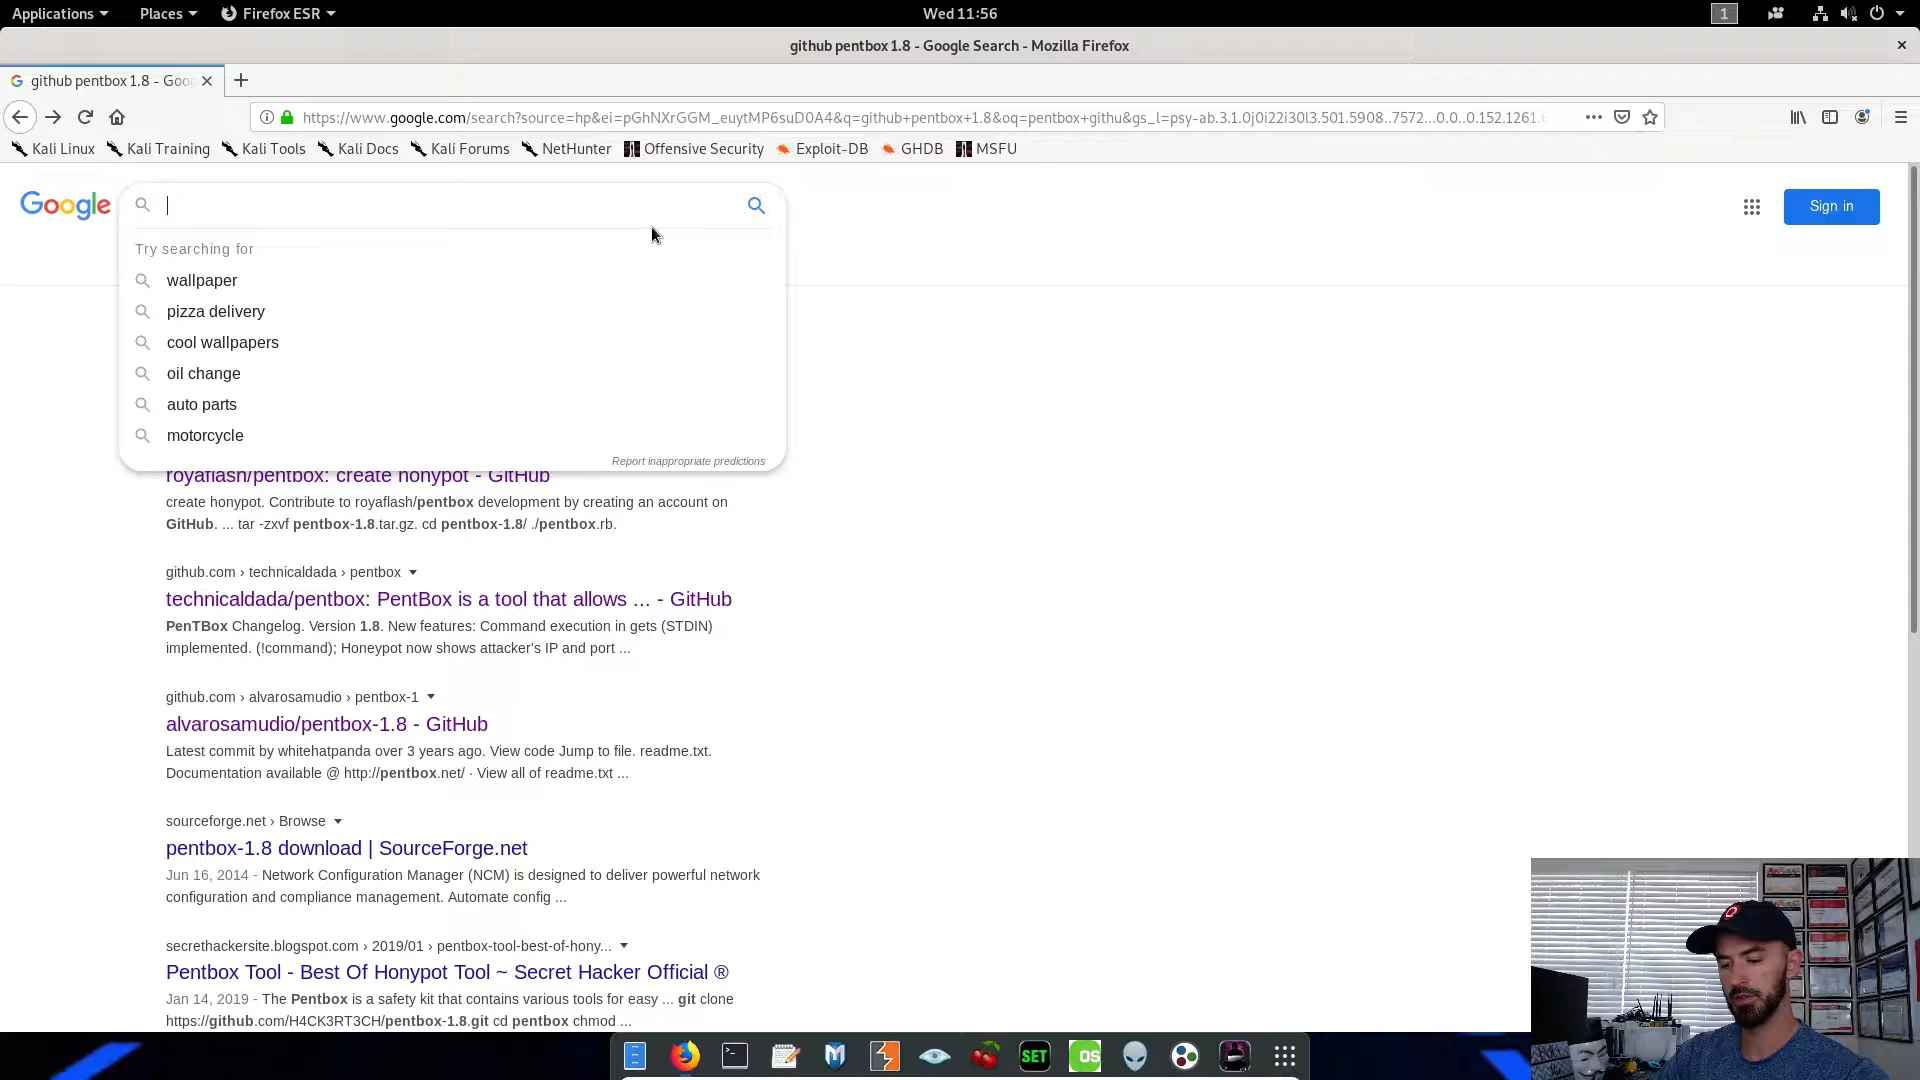 Applications Places Firefox ESR Wed 11:56 1
github pentbox 1.8 - Google Search - Mozilla Firefox
github pentbox 1.8 - Goo
https://www.google.com/search?source=hp&ei=pGhNXrGGM_euytMP6suD0A4&q=github+pentbox+1.8&oq=pentbox+githu&gs_l=psy-ab.3.1.0j0i22i30l3.501.5908..7572...0.0..0.152.1261.
Kali Linux Kali Training Kali Tools Kali Docs Kali Forums NetHunter Offensive Security Exploit-DB GHDB MSFU
Google Sign in
Try searching for
wallpaper
pizza delivery
cool wallpapers
oil change
auto parts
motorcycle
Report inappropriate predictions
royaflash/pentbox: create honypot - GitHub
create honypot. Contribute to royaflash/pentbox development by creating an account on
GitHub. ... tar -zxvf pentbox-1.8.tar.gz. cd pentbox-1.8/ ./pentbox.rb.
github.com › technicaldada › pentbox
technicaldada/pentbox: PentBox is a tool that allows ... - GitHub
PenTBox Changelog. Version 1.8. New features: Command execution in gets (STDIN)
implemented. (!command); Honeypot now shows attacker's IP and port ...
github.com › alvarosamudio › pentbox-1
alvarosamudio/pentbox-1.8 - GitHub
Latest commit by whitehatpanda over 3 years ago. View code Jump to file. readme.txt.
Documentation available @ http://pentbox.net/ · View all of readme.txt ...
sourceforge.net › Browse
pentbox-1.8 download | SourceForge.net
Jun 16, 2014 - Network Configuration Manager (NCM) is designed to deliver powerful network
configuration and compliance management. Automate config ...
secrethackersite.blogspot.com › 2019/01 › pentbox-tool-best-of-hony...
Pentbox Tool - Best Of Honypot Tool ~ Secret Hacker Official ®
Jan 14, 2019 - The Pentbox is a safety kit that contains various tools for easy ... git clone
https://github.com/H4CK3RT3CH/pentbox-1.8.git cd pentbox chmod ...
SET OS